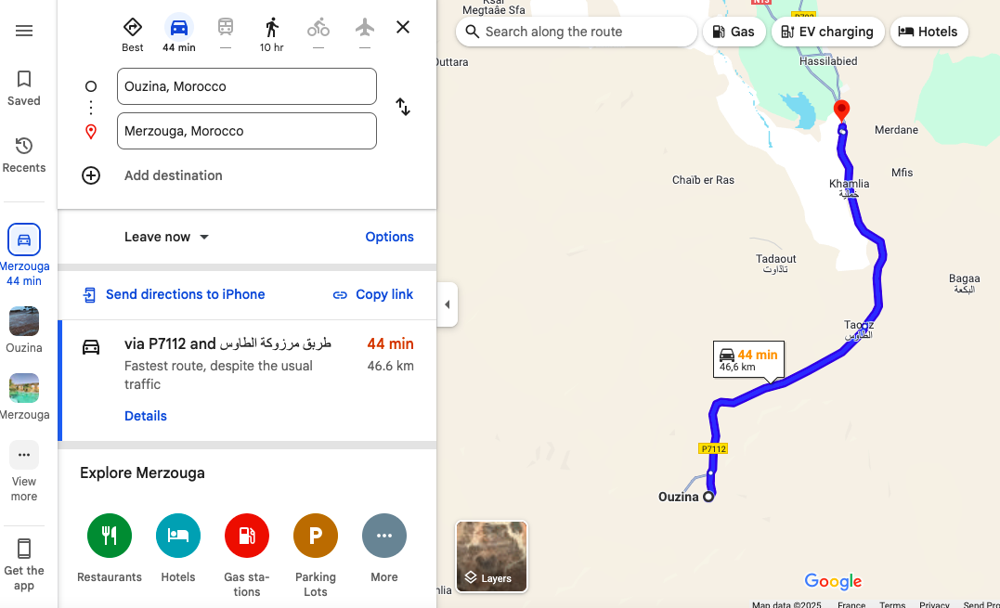 Saved
Recents
Merzouga
44 min
Ouzina
Merzouga
View
more
Get the
app
Best
44 min
—
10 hr
—
—
Ouzina, Morocco
Merzouga, Morocco
Add destination
Leave now
Options
Send directions to iPhone
Copy link
via P7112 and طريق مرزوكة الطاوس
44 min
Fastest route, despite the usual
traffic
46.6 km
Details
Explore Merzouga
Restaurants
Hotels
Gas sta-
tions
P
Parking
Lots
More
Search along the route
Gas
EV charging
Hotels
Ksar
Megtaâe Sfa
N13
P702
Outtara
Hassilabied
Merdane
Mfis
Chaïb er Ras
Khamlia
خملية
Tadaout
تاداوت
Bagaa
البكعة
Taouz
الطاوس
44 min
46,6 km
P7112
Ouzina
Layers
Google
Map data ©2025
France
Terms
Privacy
Send Pro